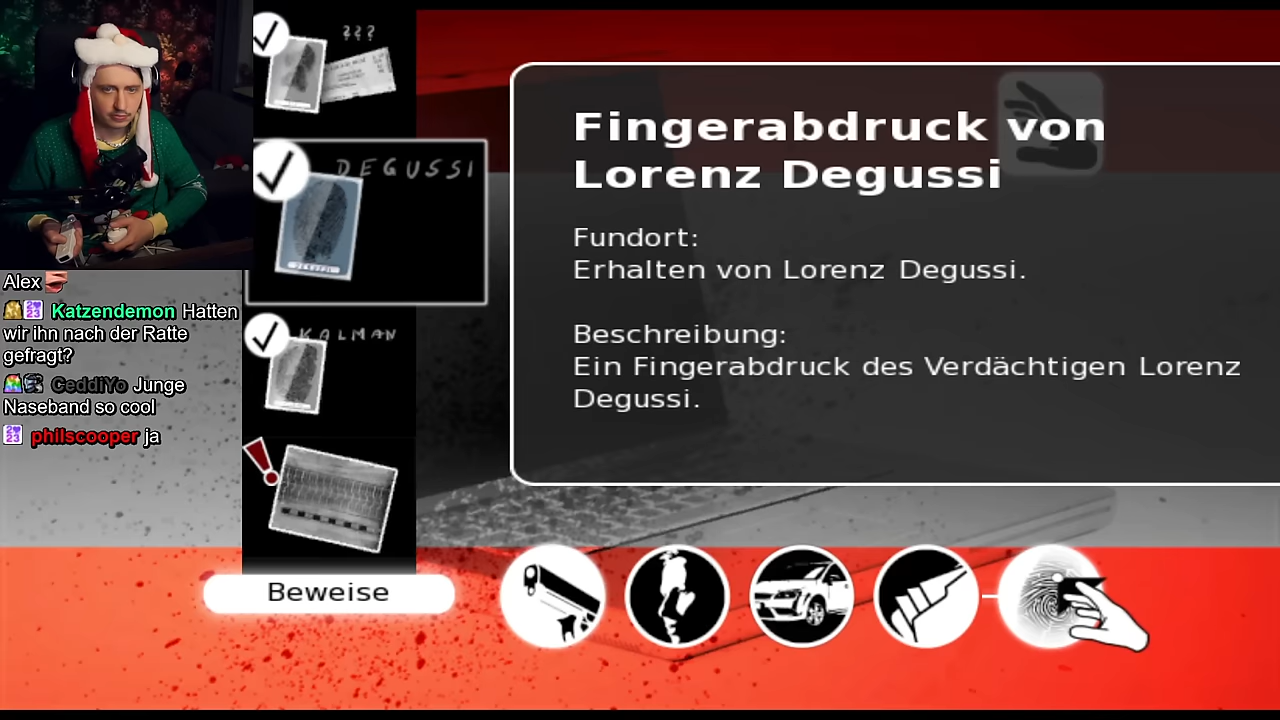 ???
DEGUSSI
DEGUSSI
KALMAN
Fingerabdruck von
Lorenz Degussi
Fundort:
Erhalten von Lorenz Degussi.
Beschreibung:
Ein Fingerabdruck des Verdächtigen Lorenz
Degussi.
Alex
Katzendemon Hatten
wir ihn nach der Ratte
gefragt?
CeddiYo Junge
Naseband so cool
philscooper ja
Beweise